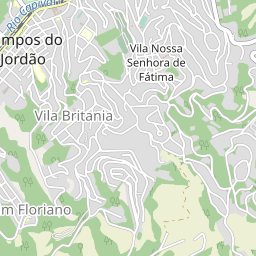 Rio Capivari
mpos do
Jordão
Vila Nossa
Senhora de
Fátima
Vila Britania
m Floriano